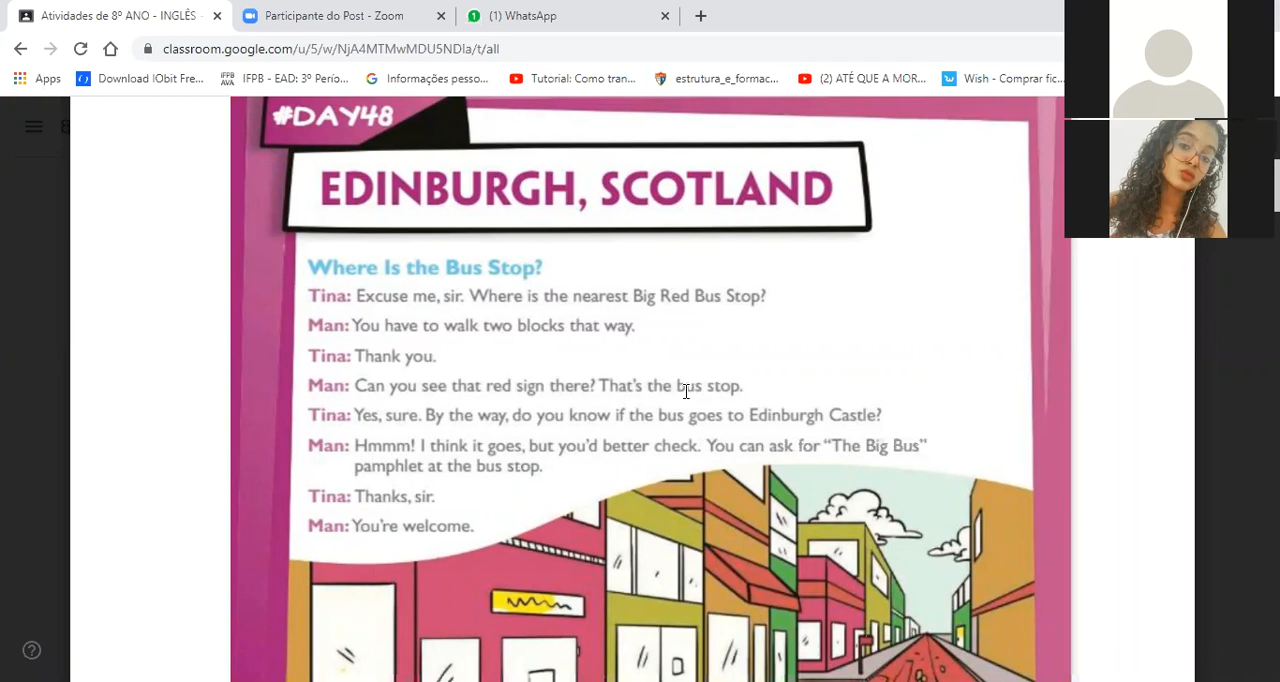 Atividades de 8º ANO - INGLÊS
Participante do Post - Zoom
(1) WhatsApp
classroom.google.com/u/5/w/NjA4MTMwMDU5NDla/t/all
Apps
Download IObit Fre...
IFPB - EAD: 3º Perío...
Informações pesso...
Tutorial: Como tran...
estrutura_e_formac...
(2) ATÉ QUE A MOR...
Wish - Comprar fic...
#DAY48
EDINBURGH, SCOTLAND
Where Is the Bus Stop?
Tina: Excuse me, sir. Where is the nearest Big Red Bus Stop?
Man: You have to walk two blocks that way.
Tina: Thank you.
Man: Can you see that red sign there? That's the bus stop.
Tina: Yes, sure. By the way, do you know if the bus goes to Edinburgh Castle?
Man: Hmmm! I think it goes, but you'd better check. You can ask for “The Big Bus”
pamphlet at the bus stop.
Tina: Thanks, sir.
Man: You're welcome.